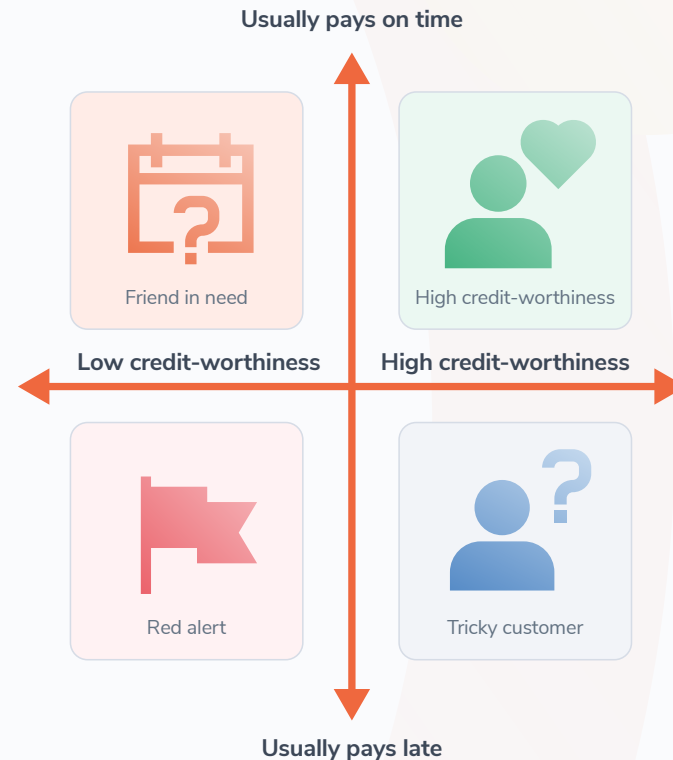 Usually pays on time
Friend in need
High credit-worthiness
Low credit-worthiness
High credit-worthiness
Red alert
Tricky customer
Usually pays late